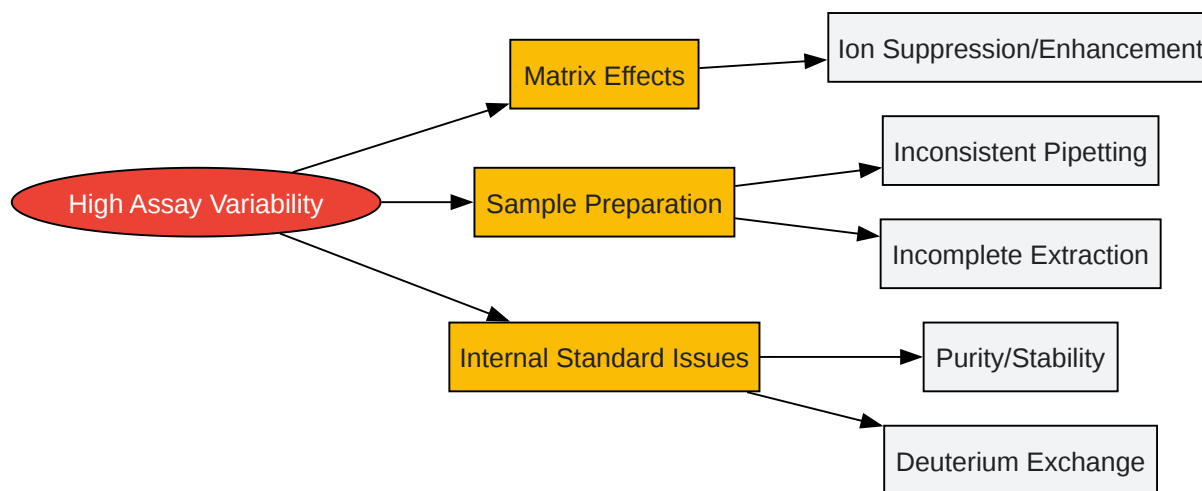 High Assay Variability
Matrix Effects
Sample Preparation
Internal Standard Issues
Ion Suppression/Enhancement
Inconsistent Pipetting
Incomplete Extraction
Purity/Stability
Deuterium Exchange